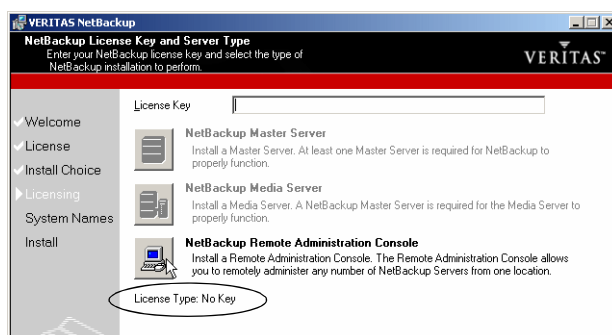 VERITAS NetBackup
NetBackup License Key and Server Type
Enter your NetBackup license key and select the type of
NetBackup installation to perform.
VERITAS™
License Key
Welcome
License
Install Choice
Licensing
System Names
Install
NetBackup Master Server
Install a Master Server. At least one Master Server is required for NetBackup to
properly function.
NetBackup Media Server
Install a Media Server. A NetBackup Master Server is required for the Media Server to
properly function.
NetBackup Remote Administration Console
Install a Remote Administration Console. The Remote Administration Console allows
you to remotely administer any number of NetBackup Servers from one location.
License Type: No Key